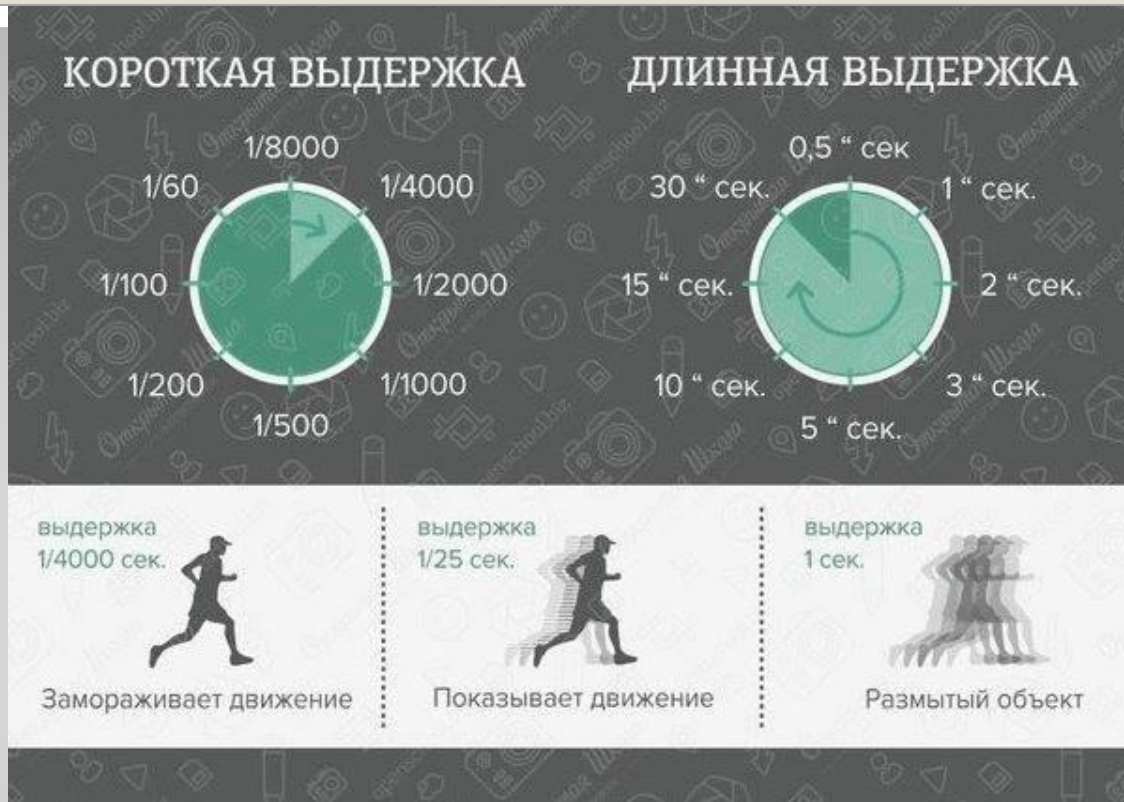 КОРОТКАЯ ВЫДЕРЖКА
1/8000
1/4000
1/2000
1/1000
1/500
1/200
1/100
1/60
ДЛИННАЯ ВЫДЕРЖКА
0,5 “ сек
1 “ сек.
2 “ сек.
3 “ сек.
5 “ сек.
10 “ сек.
15 “ сек.
30 “ сек.
выдержка
1/4000 сек.
Замораживает движение
выдержка
1/25 сек.
Показывает движение
выдержка
1 сек.
Размытый объект